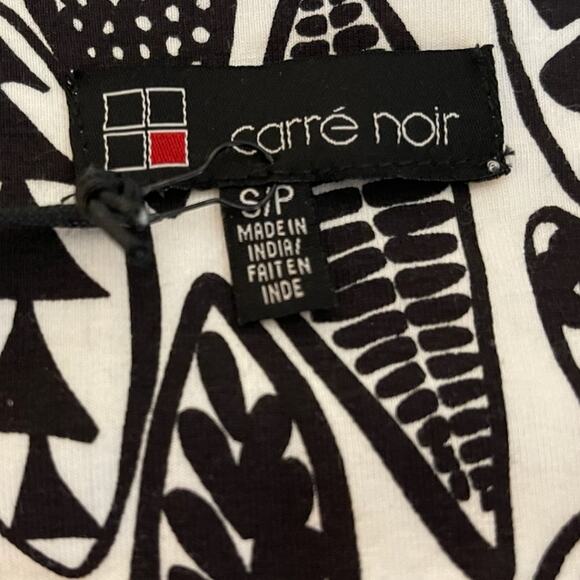 carré noir
S/P
MADE IN
INDIA/
FAIT EN
INDE